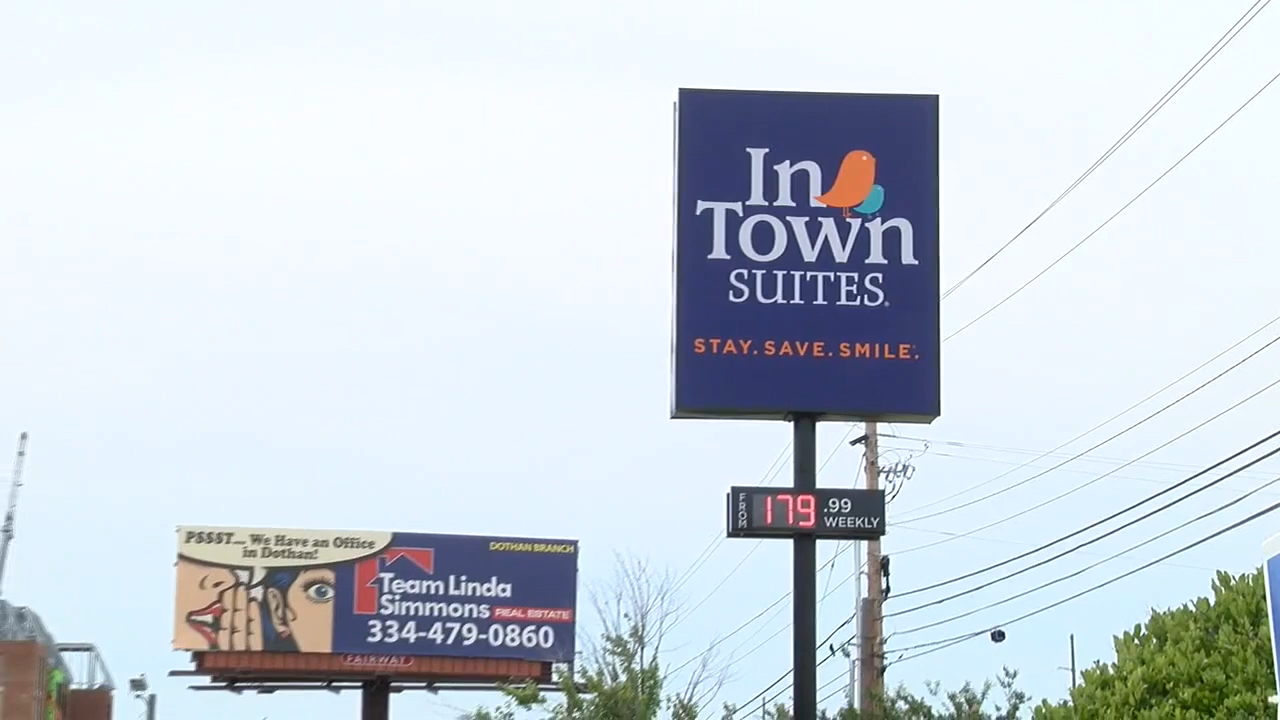 In
Town
SUITES®
STAY. SAVE. SMILE.
FROM 179 .99
WEEKLY
PSSST... We Have an Office
in Dothan!
DOTHAN BRANCH
Team Linda
Simmons REAL ESTATE
334-479-0860
FAIRWAY